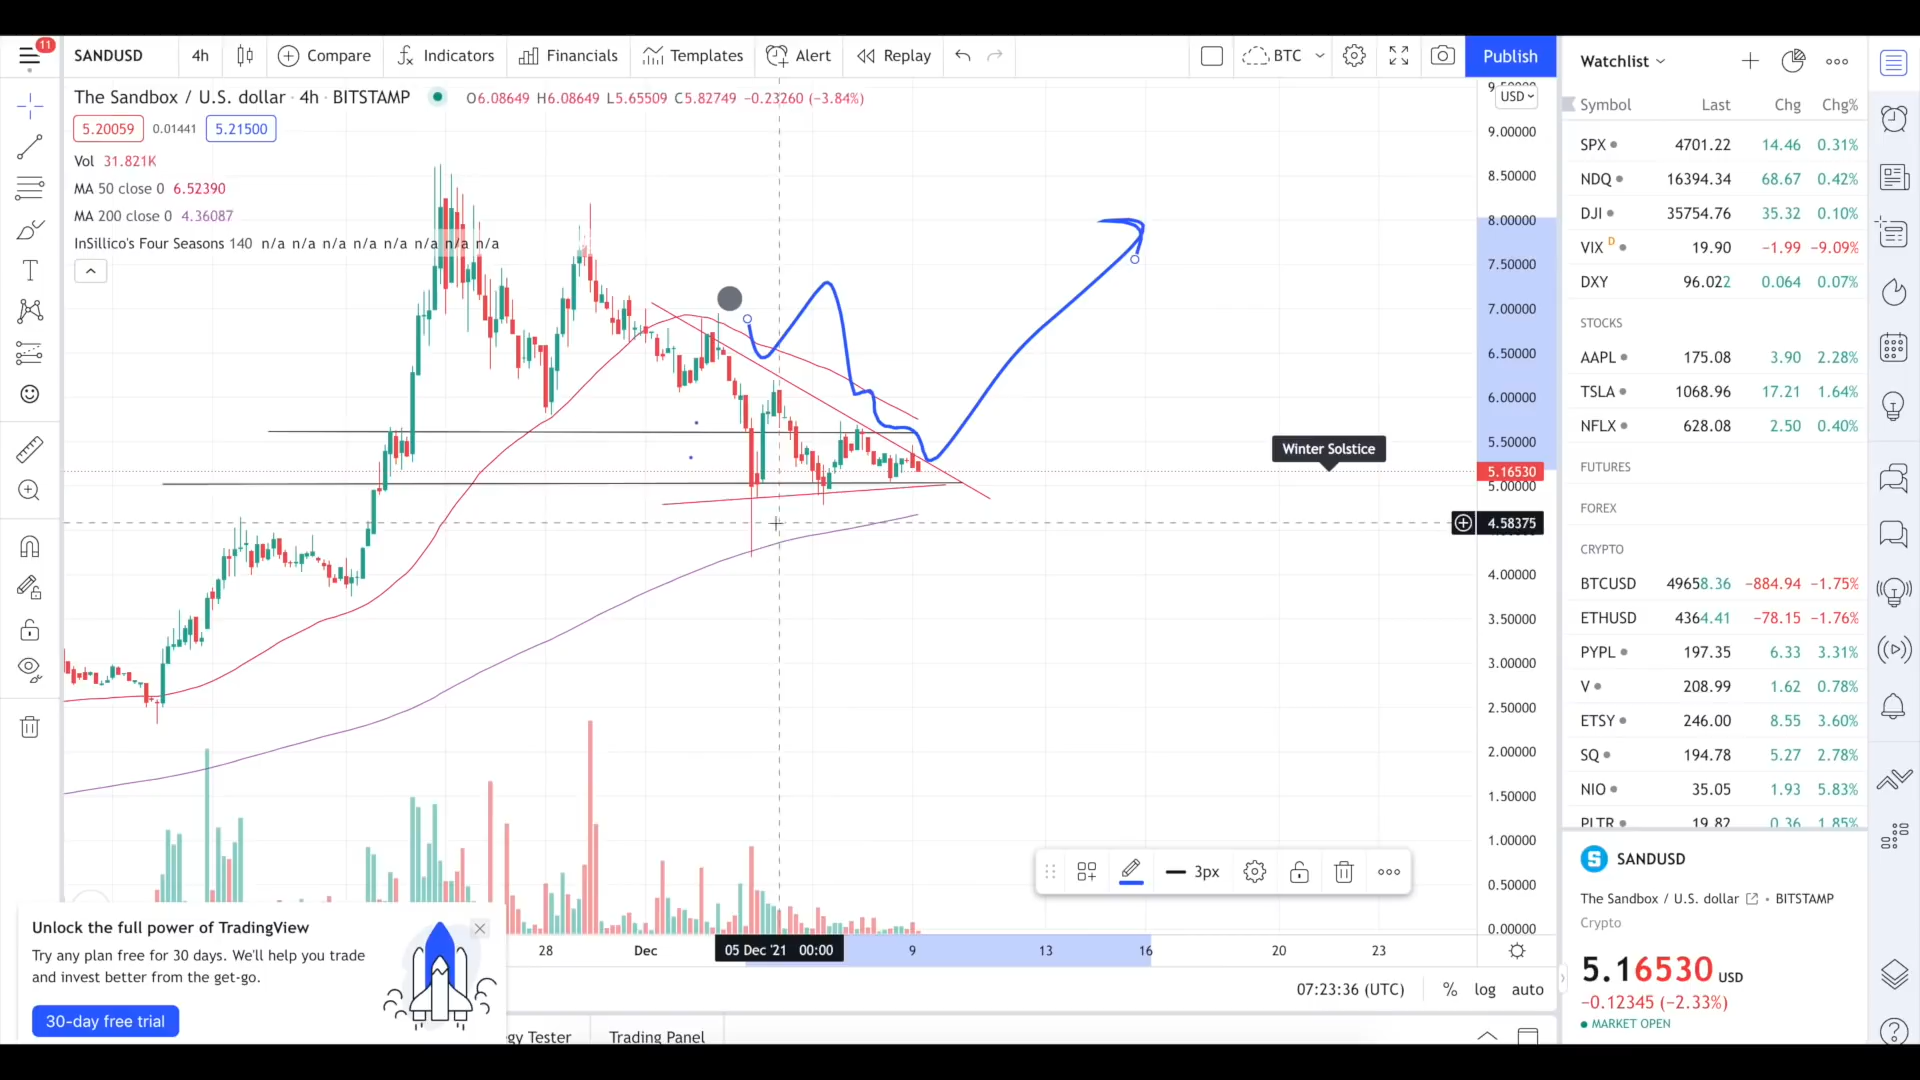 11
SANDUSD 4h Compare Indicators Financials Templates Alert Replay BTC Publish
The Sandbox / U.S. dollar · 4h · BITSTAMP O6.08649 H6.08649 L5.65509 C5.82749 −0.23260 (−3.84%)
5.20059 0.01441 5.21500
Vol 31.821K
MA 50 close 0 6.52390
MA 200 close 0 4.36087
InSillico's Four Seasons 140 n/a n/a n/a n/a n/a n/a n/a n/a
USD
9.00000
8.50000
8.00000
7.50000
7.00000
6.50000
6.00000
5.50000
Winter Solstice
5.16530
5.00000
4.58375
4.00000
3.50000
3.00000
2.50000
2.00000
1.50000
1.00000
0.50000
0.00000
3px
28 Dec 05 Dec '21 00:00 9 13 16 20 23
07:23:36 (UTC) % log auto
Unlock the full power of TradingView
Try any plan free for 30 days. We'll help you trade
and invest better from the get-go.
30-day free trial
gy Tester Trading Panel
Watchlist
Symbol Last Chg Chg%
SPX 4701.22 14.46 0.31%
NDQ 16394.34 68.67 0.42%
DJI 35754.76 35.32 0.10%
VIX D 19.90 −1.99 −9.09%
DXY 96.022 0.064 0.07%
STOCKS
AAPL 175.08 3.90 2.28%
TSLA 1068.96 17.21 1.64%
NFLX 628.08 2.50 0.40%
FUTURES
FOREX
CRYPTO
BTCUSD 49658.36 −884.94 −1.75%
ETHUSD 4364.41 −78.15 −1.76%
PYPL 197.35 6.33 3.31%
V 208.99 1.62 0.78%
ETSY 246.00 8.55 3.60%
SQ 194.78 5.27 2.78%
NIO 35.05 1.93 5.83%
PLTR 19.82 0.36 1.85%
SANDUSD
The Sandbox / U.S. dollar • BITSTAMP
Crypto
5.16530 USD
−0.12345 (−2.33%)
MARKET OPEN